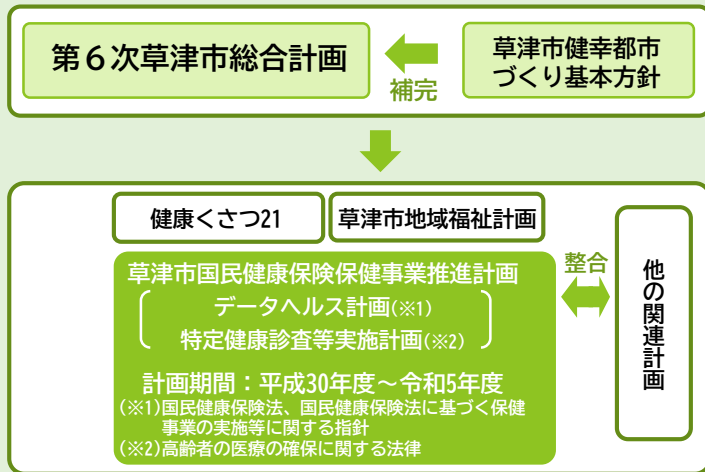 第6次草津市総合計画
補完
草津市健幸都市
づくり基本方針
健康くさつ21
草津市地域福祉計画
草津市国民健康保険保健事業推進計画
データヘルス計画(※1)
特定健康診査等実施計画(※2)
計画期間：平成30年度～令和5年度
(※1)国民健康保険法、国民健康保険法に基づく保健
事業の実施等に関する指針
(※2)高齢者の医療の確保に関する法律
整合
他の関連計画